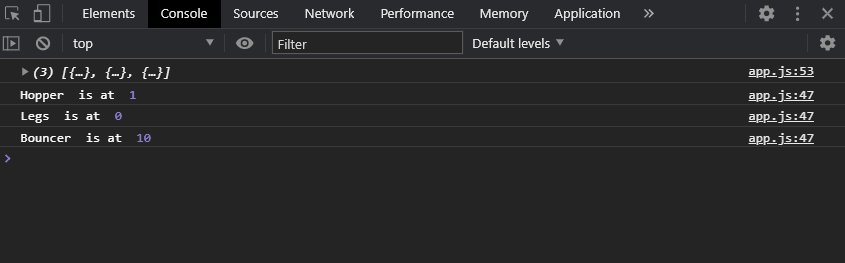 Elements Console Sources Network Performance Memory Application »
top Filter Default levels
(3) [{…}, {…}, {…}] app.js:53
Hopper is at 1 app.js:47
Legs is at 0 app.js:47
Bouncer is at 10 app.js:47
>